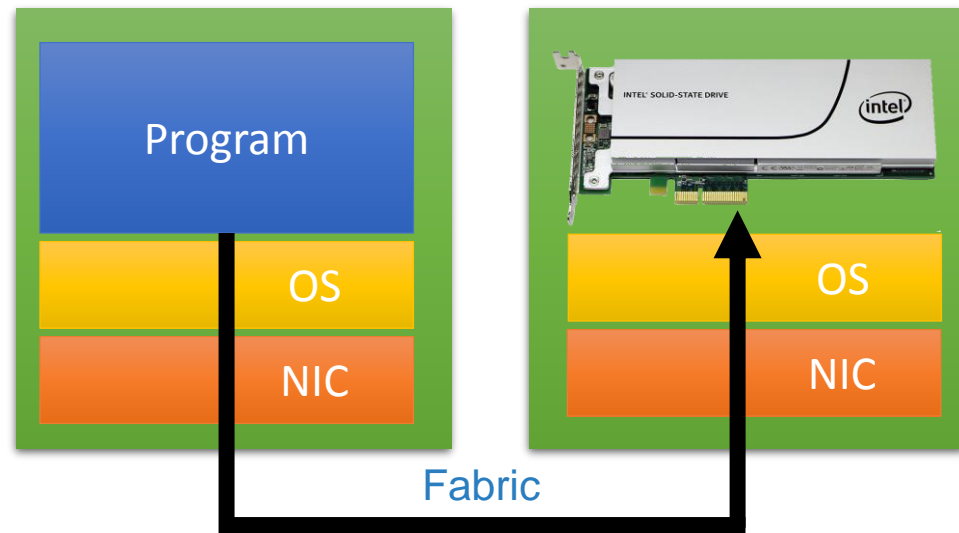 Program
OS
NIC
INTEL® SOLID-STATE DRIVE
intel
OS
NIC
Fabric